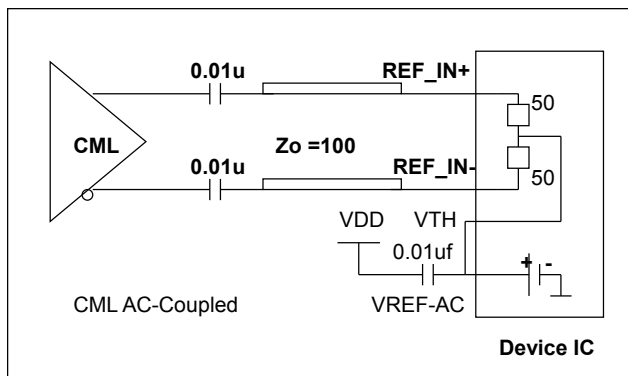 0.01u
REF_IN+
50
CML
Zo =100
0.01u
REF_IN-
50
VDD
VTH
0.01uf
+ -
CML AC-Coupled
VREF-AC
Device IC